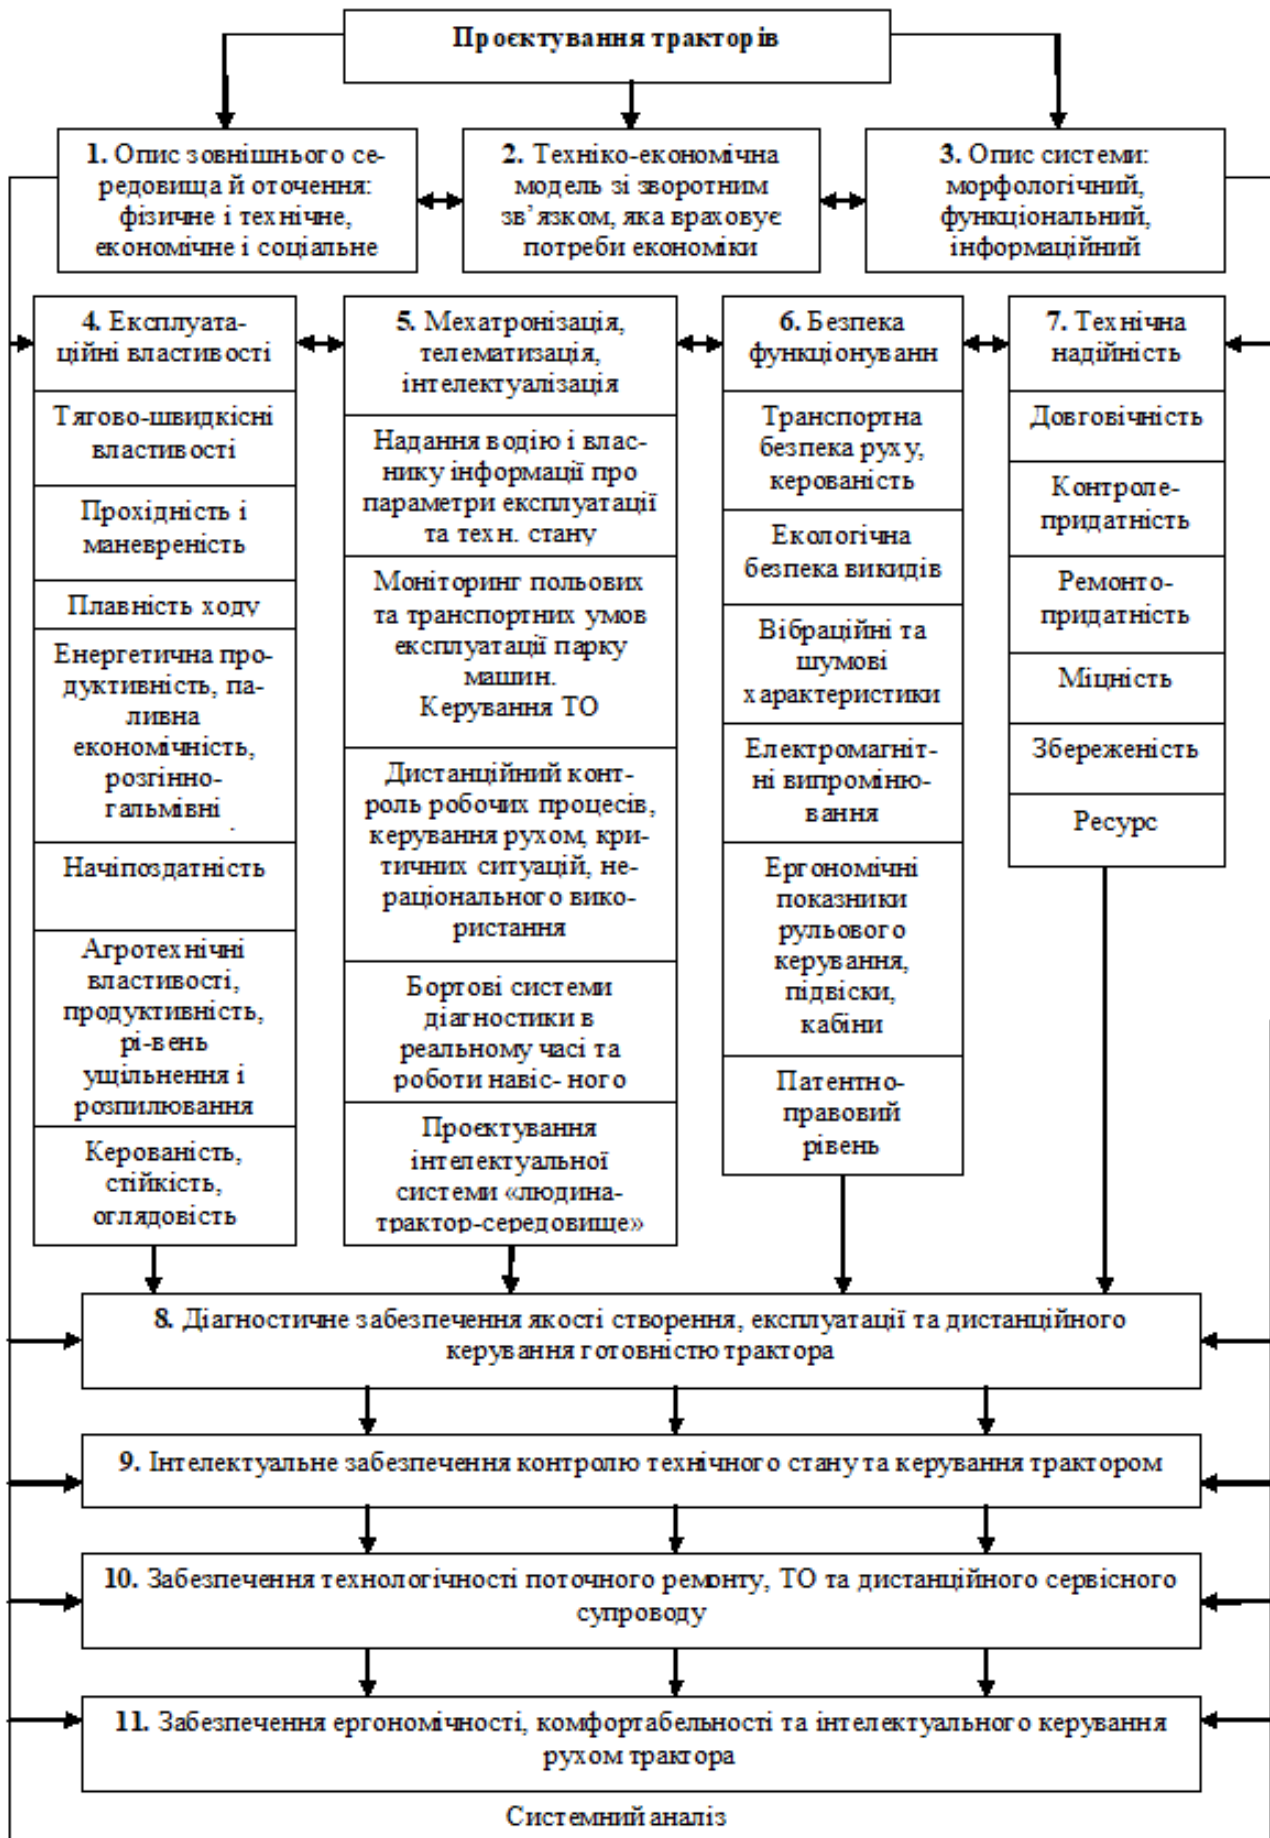 Проєктування тракторів
1. Опис зовнішнього се-
редовища й оточення:
фізичне і технічне,
економічне і соціальне
2. Техніко-економічна
модель зі зворотним
зв’язком, яка враховує
потреби економіки
3. Опис системи:
морфологічний,
функціональний,
інформаційний
4. Експлуата-
ційні властивості
Тягово-швидкісні
властивості
Прохідність і
маневреність
Плавність ходу
Енергетична про-
дуктивність, па-
ливна
економічність,
розгінно-
гальмівні
Начіпоздатність
Агротехнічні
властивості,
продуктивність,
рі-вень
ущільнення і
розпилювання
Керованість,
стійкість,
оглядовість
5. Мехатронізація,
телематизація,
інтелектуалізація
Надання водію і влас-
нику інформації про
параметри експлуатації
та техн. стану
Моніторинг польових
та транспортних умов
експлуатації парку
машин.
Керування ТО
Дистанційний конт-
роль робочих процесів,
керування рухом, кри-
тичних ситуацій, не-
раціонального вико-
ристання
Бортові системи
діагностики в
реальному часі та
роботи навіс- ного
Проєктування
інтелектуальної
системи «людина-
трактор-середовище»
6. Безпека
функціонуванн
Транспортна
безпека руху,
керованість
Екологічна
безпека викидів
Вібраційні та
шумові
характеристики
Електромагніт-
ні випроміню-
вання
Ергономічні
показники
рульового
керування,
підвіски,
кабіни
Патентно-
правовий
рівень
7. Технічна
надійність
Довговічність
Контроле-
придатність
Ремонто-
придатність
Міцність
Збереженість
Ресурс
8. Діагностичне забезпечення якості створення, експлуатації та дистанційного
керування готовністю трактора
9. Інтелектуальне забезпечення контролю технічного стану та керування трактором
10. Забезпечення технологічності поточного ремонту, ТО та дистанційного сервісного
супроводу
11. Забезпечення ергономічності, комфортабельності та інтелектуального керування
рухом трактора
Системний аналіз